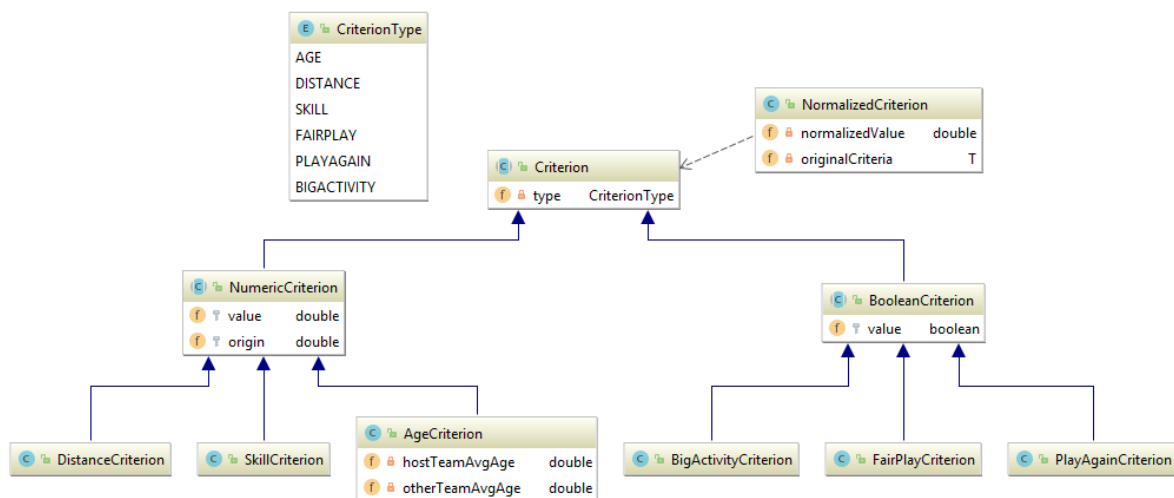 E CriterionType
AGE
DISTANCE
SKILL
FAIRPLAY
PLAYAGAIN
BIGACTIVITY
C NormalizedCriterion
f normalizedValue double
f originalCriteria T
C Criterion
f type CriterionType
C NumericCriterion
f value double
f origin double
C BooleanCriterion
f value boolean
C DistanceCriterion
C SkillCriterion
C AgeCriterion
f hostTeamAvgAge double
f otherTeamAvgAge double
C BigActivityCriterion
C FairPlayCriterion
C PlayAgainCriterion